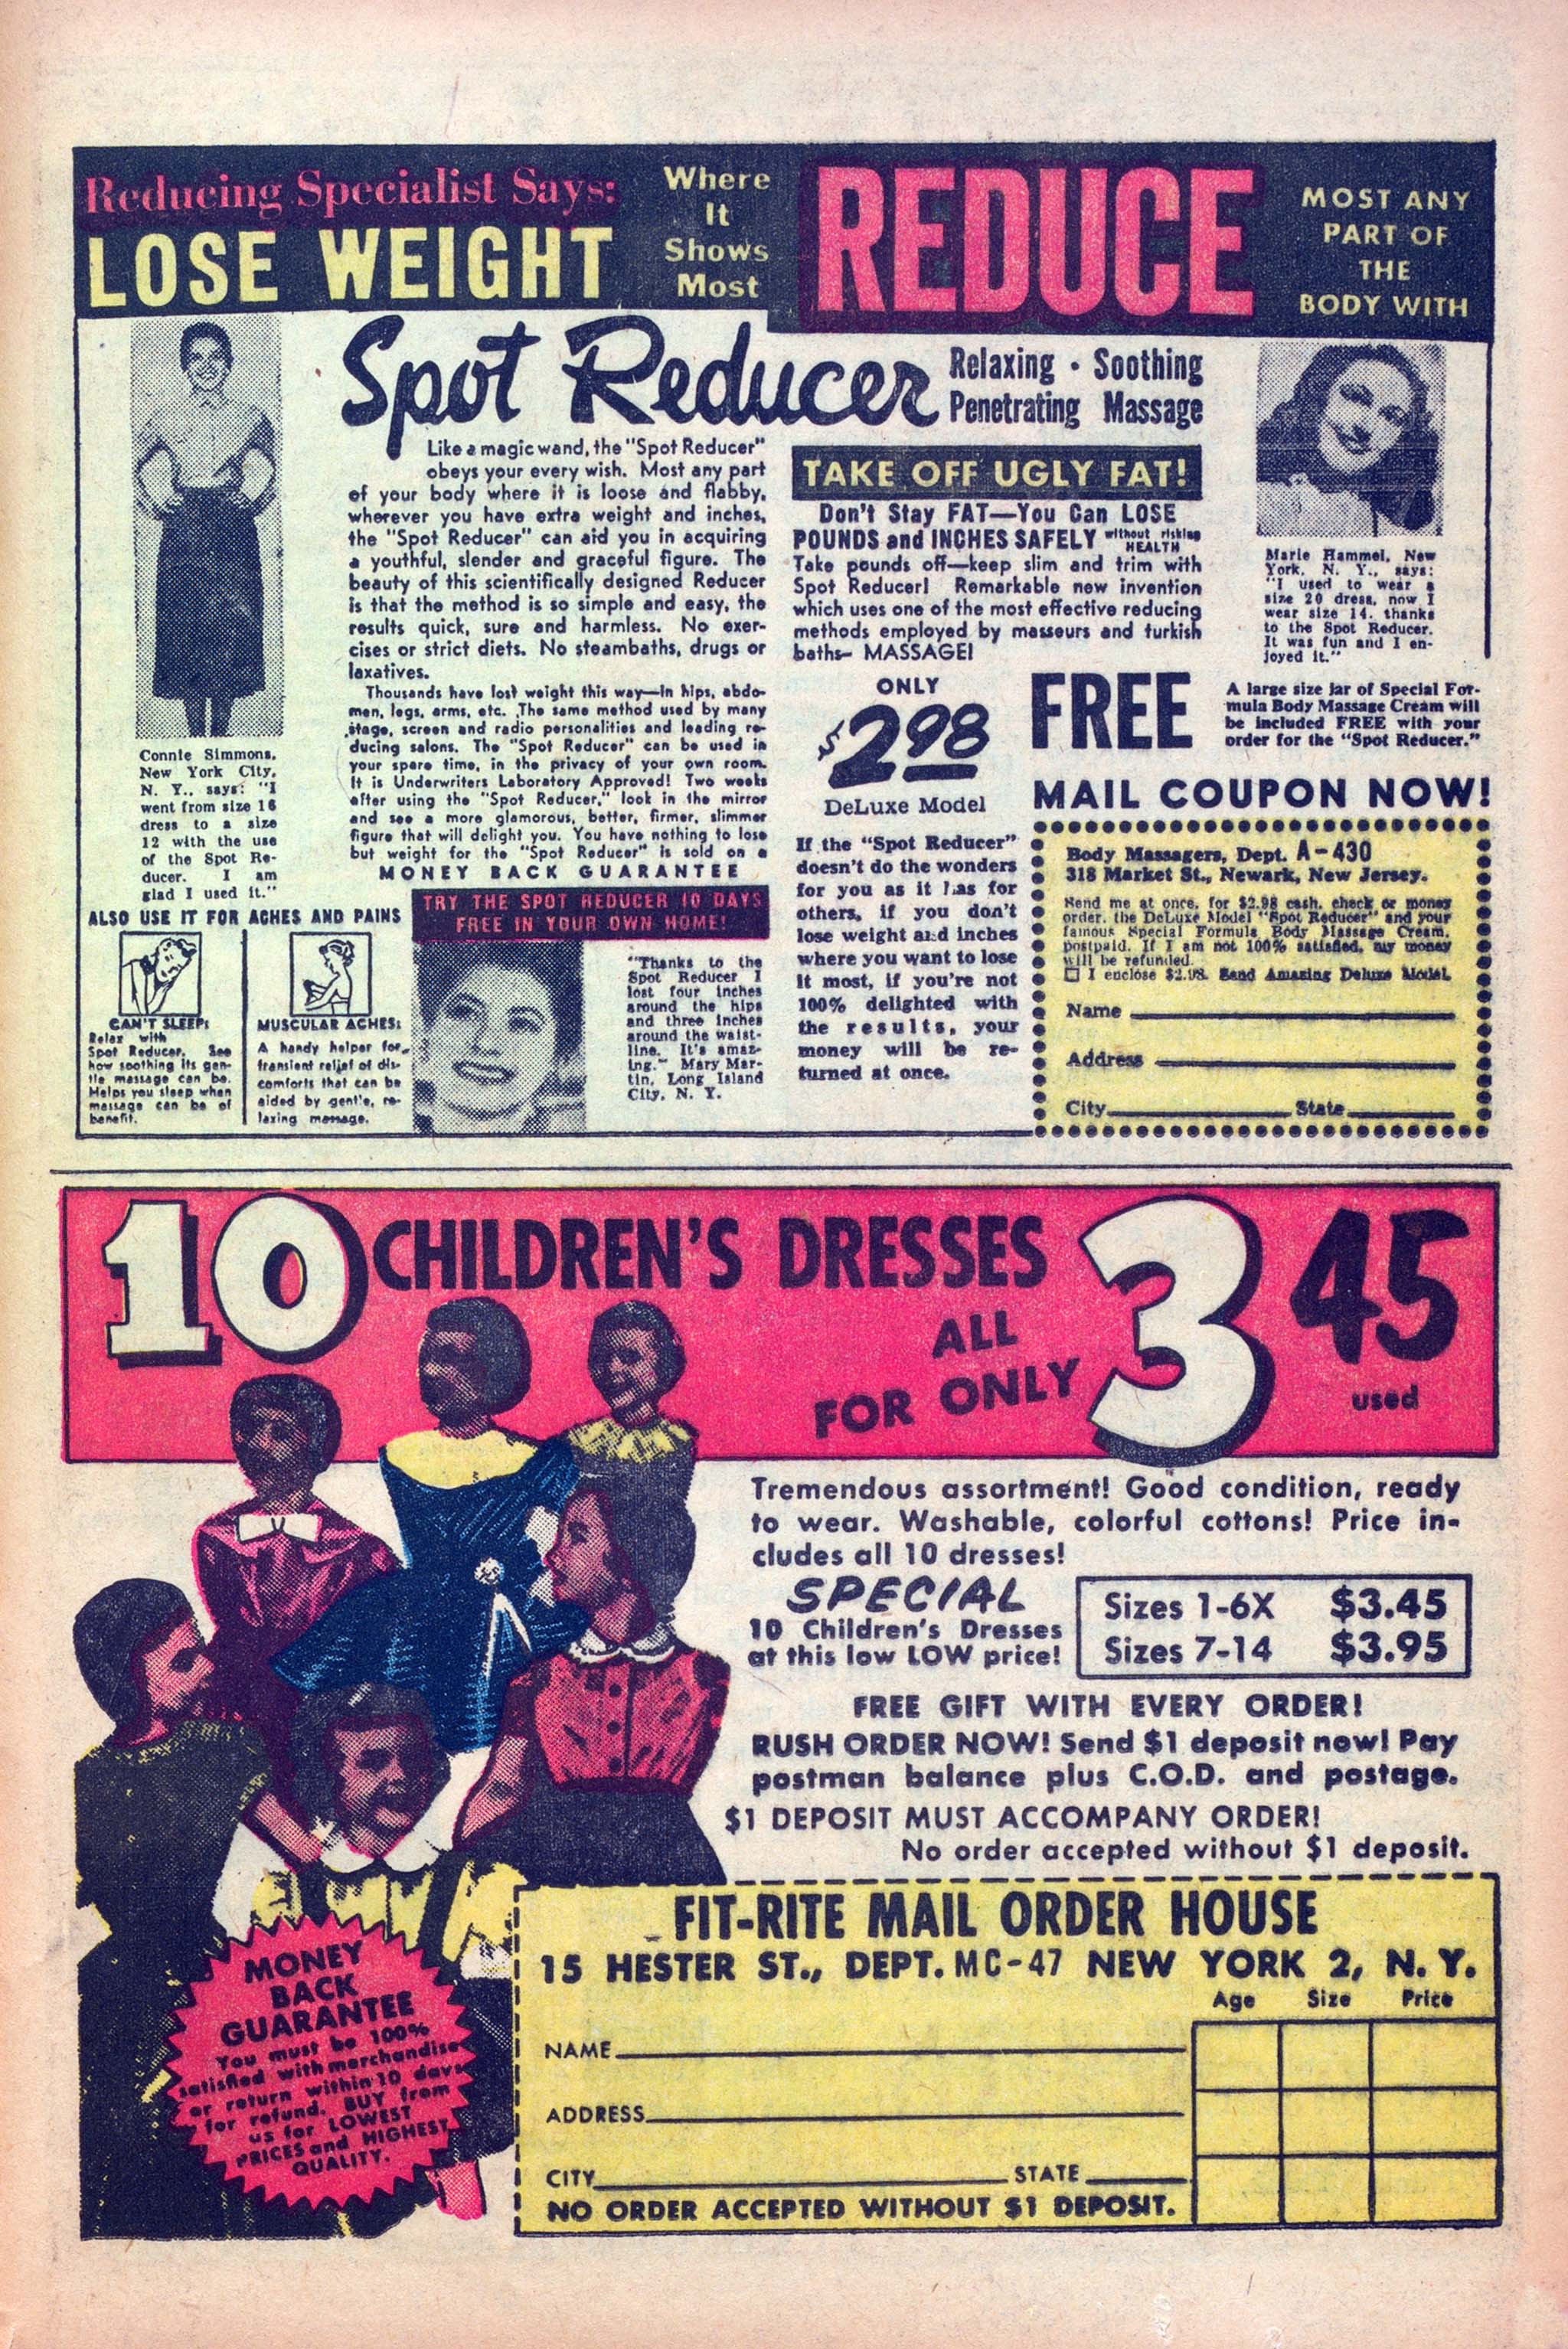 Reducing Specialist Says:
LOSE WEIGHT
Where
It
Shows
Most
REDUCE
MOST ANY
PART OF
THE
BODY WITH
Spot Reducer
Relaxing · Soothing
Penetrating Massage
Connie Simmons,
New York City,
N. Y., says: "I
went from size 16
dress to a size
12 with the use
of the Spot Re-
ducer. I am
glad I used it."
Like a magic wand, the "Spot Reducer"
obeys your every wish. Most any part
of your body where it is loose and flabby,
wherever you have extra weight and inches,
the "Spot Reducer" can aid you in acquiring
a youthful, slender and graceful figure. The
beauty of this scientifically designed Reducer
is that the method is so simple and easy, the
results quick, sure and harmless. No exer-
cises or strict diets. No steambaths, drugs or
laxatives.
Thousands have lost weight this way—in hips, abdo-
men, legs, arms, etc. The same method used by many
stage, screen and radio personalities and leading re-
ducing salons. The "Spot Reducer" can be used in
your spare time, in the privacy of your own room.
It is Underwriters Laboratory Approved! Two weeks
after using the "Spot Reducer," look in the mirror
and see a more glamorous, better, firmer, slimmer
figure that will delight you. You have nothing to lose
but weight for the "Spot Reducer" is sold on a
MONEY BACK GUARANTEE
TAKE OFF UGLY FAT!
Don't Stay FAT—You Can LOSE
POUNDS and INCHES SAFELY without risking
HEALTH
Take pounds off—keep slim and trim with
Spot Reducer! Remarkable new invention
which uses one of the most effective reducing
methods employed by masseurs and turkish
baths— MASSAGE!
Marie Hammel, New
York, N. Y., says:
"I used to wear a
size 20 dress, now I
wear size 14, thanks
to the Spot Reducer.
It was fun and I en-
joyed it."
ONLY
$2.98
DeLuxe Model
FREE
A large size jar of Special For-
mula Body Massage Cream will
be included FREE with your
order for the "Spot Reducer."
If the "Spot Reducer"
doesn't do the wonders
for you as it has for
others, if you don't
lose weight and inches
where you want to lose
it most, if you're not
100% delighted with
the results, your
money will be re-
turned at once.
MAIL COUPON NOW!
Body Massagers, Dept. A-430
318 Market St., Newark, New Jersey.
Send me at once, for $2.98 cash, check or money
order, the DeLuxe Model "Spot Reducer" and your
famous Special Formula Body Massage Cream,
postpaid. If I am not 100% satisfied, my money
will be refunded.
I enclose $2.98. Send Amazing Deluxe Model.
Name
Address
City State
ALSO USE IT FOR ACHES AND PAINS
CAN'T SLEEP:
Relax with
Spot Reducer. See
how soothing its gen-
tle massage can be.
Helps you sleep when
massage can be of
benefit.
MUSCULAR ACHES:
A handy helper for
transient relief of dis-
comforts that can be
aided by gentle, re-
laxing massage.
TRY THE SPOT REDUCER 10 DAYS
FREE IN YOUR OWN HOME!
"Thanks to the
Spot Reducer I
lost four inches
around the hips
and three inches
around the waist-
line. It's amaz-
ing." Mary Mar-
tin, Long Island
City, N. Y.
10 CHILDREN'S DRESSES
ALL
FOR ONLY
3 45
used
Tremendous assortment! Good condition, ready
to wear. Washable, colorful cottons! Price in-
cludes all 10 dresses!
SPECIAL
10 Children's Dresses
at this low LOW price!
Sizes 1-6X $3.45
Sizes 7-14 $3.95
FREE GIFT WITH EVERY ORDER!
RUSH ORDER NOW! Send $1 deposit now! Pay
postman balance plus C.O.D. and postage.
$1 DEPOSIT MUST ACCOMPANY ORDER!
No order accepted without $1 deposit.
MONEY
BACK
GUARANTEE
You must be 100%
satisfied with merchandise
or return within 10 days
for refund. BUY from
us for LOWEST
PRICES and HIGHEST
QUALITY.
FIT-RITE MAIL ORDER HOUSE
15 HESTER ST., DEPT. MC-47 NEW YORK 2, N. Y.
Age Size Price
NAME
ADDRESS
CITY STATE
NO ORDER ACCEPTED WITHOUT $1 DEPOSIT.